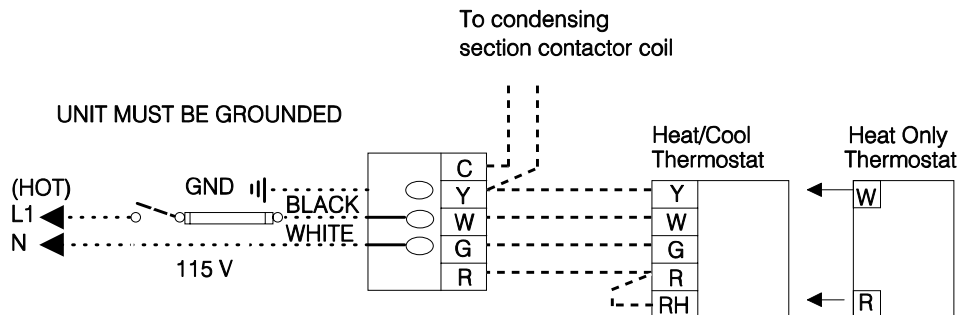 To condensing
section contactor coil
UNIT MUST BE GROUNDED
Heat/Cool
Thermostat
Heat Only
Thermostat
C
Y
W
G
R
Y
W
G
R
RH
W
R
(HOT)
L1
N
GND
BLACK
WHITE
115 V